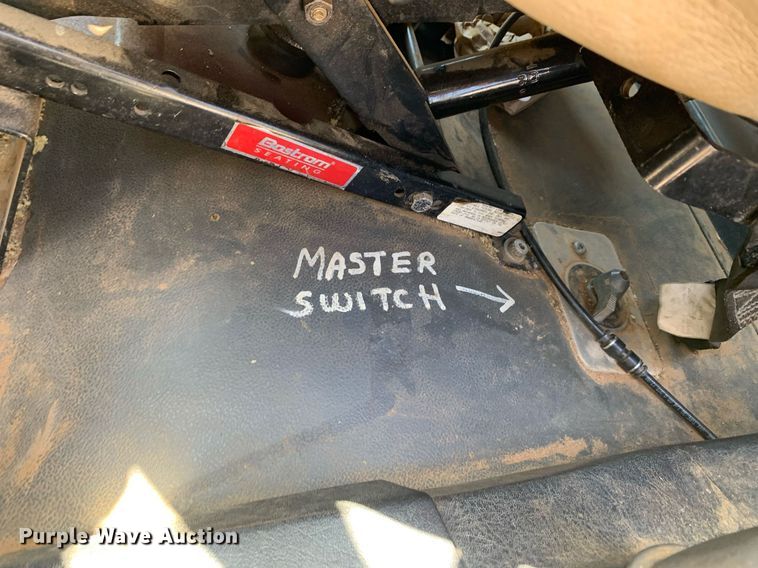 Bostrom
SEATING
MASTER
SWITCH →
Purple Wave Auction